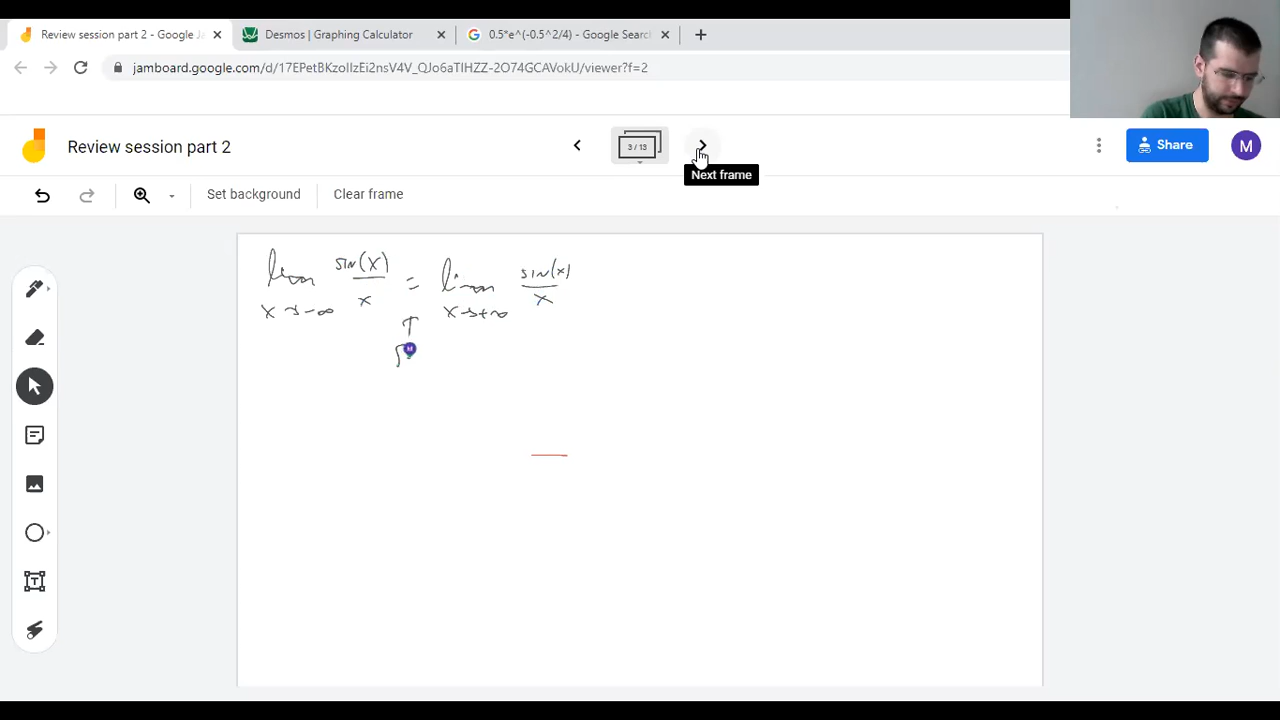 Review session part 2 - Google Ja
Desmos | Graphing Calculator
0.5*e^(-0.5^2/4) - Google Search
jamboard.google.com/d/17EPetBKzoIIzEi2nsV4V_QJo6aTlHZZ-2O74GCAVokU/viewer?f=2
Review session part 2
3 / 13
Share
M
Next frame
Set background
Clear frame
lim x→-∞ sin(x)/x = lim x→+∞ sin(x)/x
↑
M